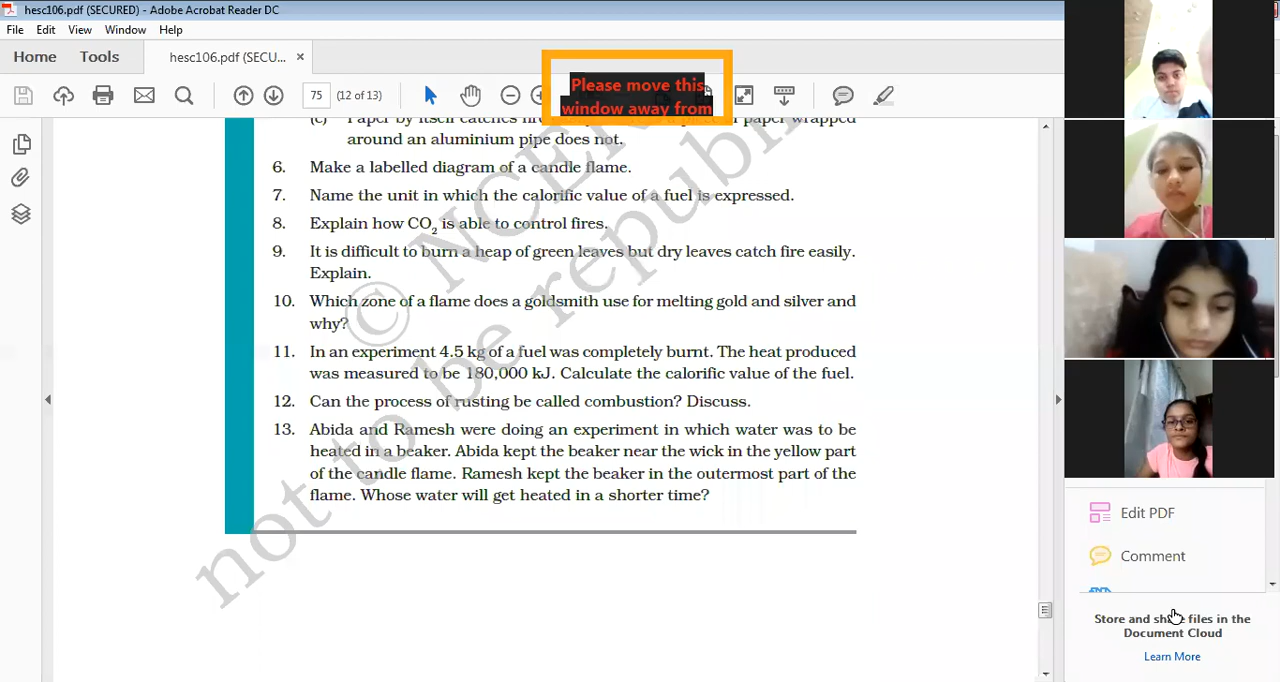 hesc106.pdf (SECURED) - Adobe Acrobat Reader DC
File Edit View Window Help
Home Tools hesc106.pdf (SECU... ×
75 (12 of 13)
Please move this
window away from
(c) Paper by itself catches paper wrapped
around an aluminium pipe does not.
6. Make a labelled diagram of a candle flame.
7. Name the unit in which the calorific value of a fuel is expressed.
8. Explain how CO₂ is able to control fires.
9. It is difficult to burn a heap of green leaves but dry leaves catch fire easily.
Explain.
10. Which zone of a flame does a goldsmith use for melting gold and silver and
why?
11. In an experiment 4.5 kg of a fuel was completely burnt. The heat produced
was measured to be 180,000 kJ. Calculate the calorific value of the fuel.
12. Can the process of rusting be called combustion? Discuss.
13. Abida and Ramesh were doing an experiment in which water was to be
heated in a beaker. Abida kept the beaker near the wick in the yellow part
of the candle flame. Ramesh kept the beaker in the outermost part of the
flame. Whose water will get heated in a shorter time?
not to be republi
© NCE
Edit PDF
Comment
Store and share files in the
Document Cloud
Learn More